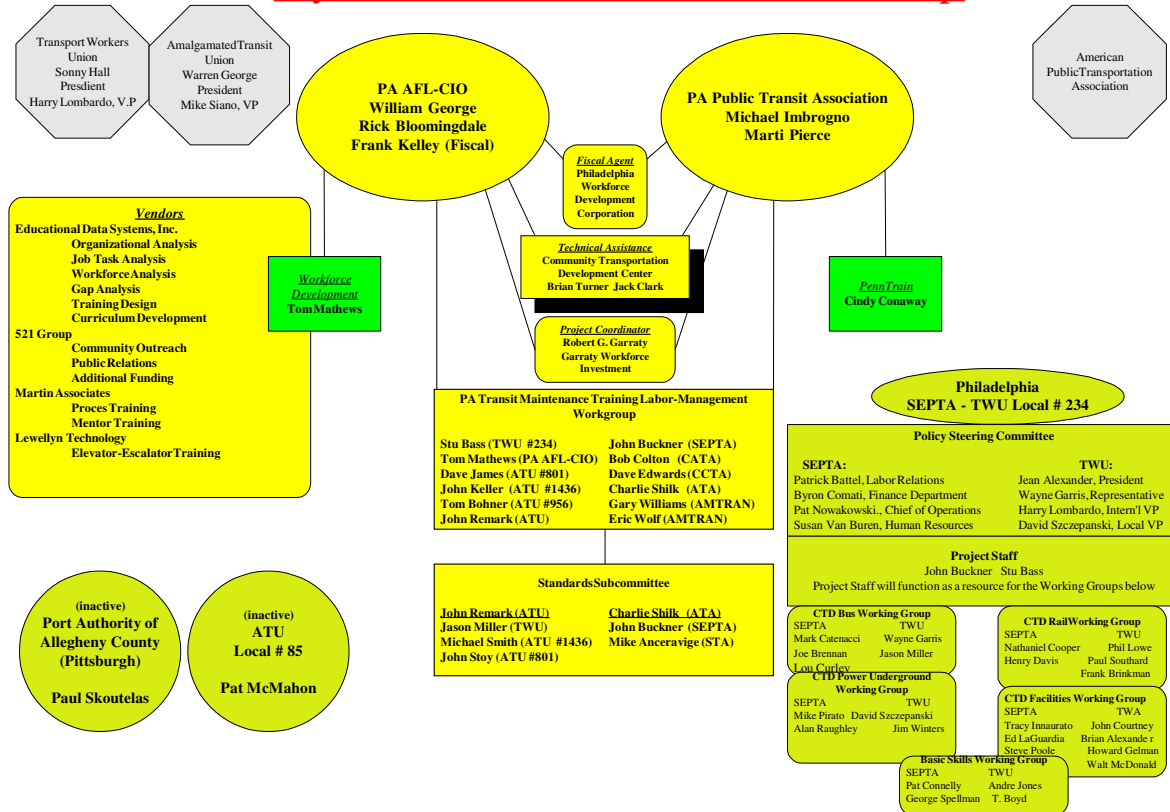 Transport Workers
Union
Sonny Hall
Presdient
Harry Lombardo, V.P
Amalgamated Transit
Union
Warren George
President
Mike Siano, VP
PA AFL-CIO
William George
Rick Bloomingdale
Frank Kelley (Fiscal)
PA Public Transit Association
Michael Imbrogno
Marti Pierce
American
Public Transportation
Association
Fiscal Agent
Philadelphia
Workforce
Development
Corporation
Vendors
Educational Data Systems, Inc.
Organizational Analysis
Job Task Analysis
Workforce Analysis
Gap Analysis
Training Design
Curriculum Development
521 Group
Community Outreach
Public Relations
Additional Funding
Martin Associates
Proces Training
Mentor Training
Lewellyn Technology
Elevator-Escalator Training
Workforce
Development
Tom Mathews
Technical Assistance
Community Transportation
Development Center
Brian Turner Jack Clark
PennTrain
Cindy Conaway
Project Coordinator
Robert G. Garraty
Garraty Workforce
Investment
PA Transit Maintenance Training Labor-Management
Workgroup
Stu Bass (TWU #234) John Buckner (SEPTA)
Tom Mathews (PA AFL-CIO) Bob Colton (CATA)
Dave James (ATU #801) Dave Edwards (CCTA)
John Keller (ATU #1436) Charlie Shilk (ATA)
Tom Bohner (ATU #956) Gary Williams (AMTRAN)
John Remark (ATU) Eric Wolf (AMTRAN)
Standards Subcommittee
John Remark (ATU) Charlie Shilk (ATA)
Jason Miller (TWU) John Buckner (SEPTA)
Michael Smith (ATU #1436) Mike Anceravige (STA)
John Stoy (ATU #801)
Philadelphia
SEPTA - TWU Local # 234
Policy Steering Committee
SEPTA: TWU:
Patrick Battel, Labor Relations Jean Alexander, President
Byron Comati, Finance Department Wayne Garris, Representative
Pat Nowakowski., Chief of Operations Harry Lombardo, Intern'l VP
Susan Van Buren, Human Resources David Szczepanski, Local VP
Project Staff
John Buckner Stu Bass
Project Staff will function as a resource for the Working Groups below
CTD Bus Working Group
SEPTA TWU
Mark Catenacci Wayne Garris
Joe Brennan Jason Miller
Lou Curley
CTD Rail Working Group
SEPTA TWU
Nathaniel Cooper Phil Lowe
Henry Davis Paul Southard
Frank Brinkman
CTD Power Underground
Working Group
SEPTA TWU
Mike Pirato David Szczepanski
Alan Raughley Jim Winters
CTD Facilities Working Group
SEPTA TWA
Tracy Innaurato John Courtney
Ed LaGuardia Brian Alexande r
Steve Poole Howard Gelman
Walt McDonald
Basic Skills Working Group
SEPTA TWU
Pat Connelly Andre Jones
George Spellman T. Boyd
(inactive)
Port Authority of
Allegheny County
(Pittsburgh)
Paul Skoutelas
(inactive)
ATU
Local # 85
Pat McMahon